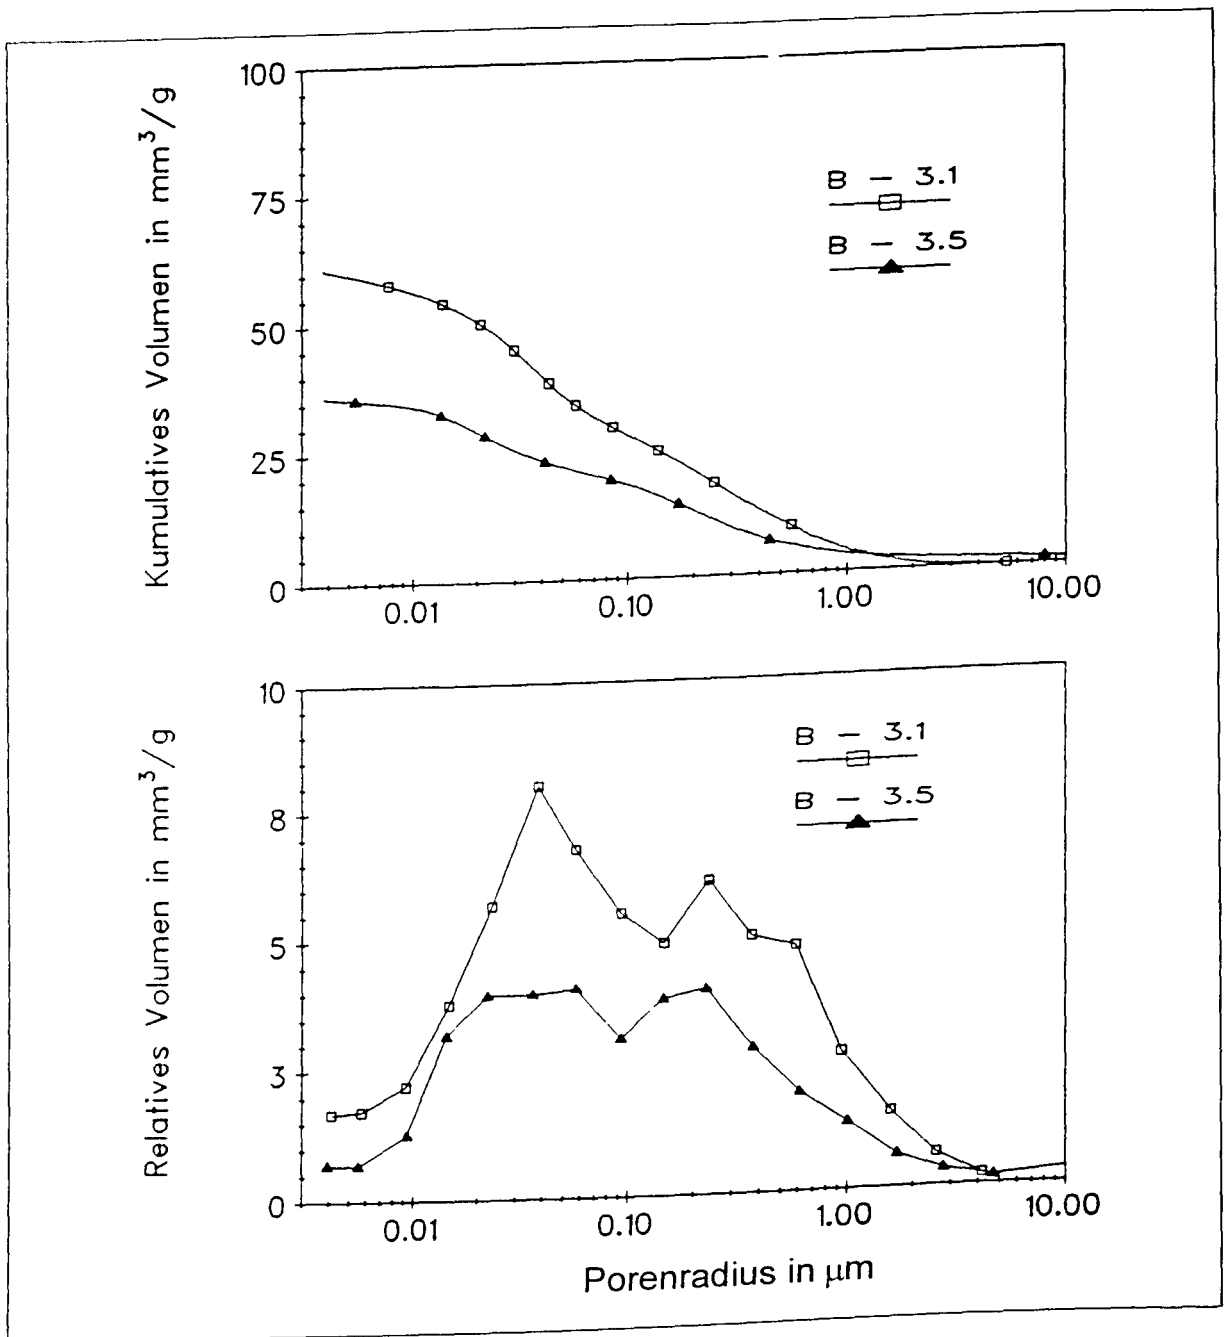 Kumulatives Volumen in mm³/g
100
75
50
25
0
B – 3.1
B – 3.5
0.01 0.10 1.00 10.00
Relatives Volumen in mm³/g
10
8
5
3
0
B – 3.1
B – 3.5
0.01 0.10 1.00 10.00
Porenradius in μm